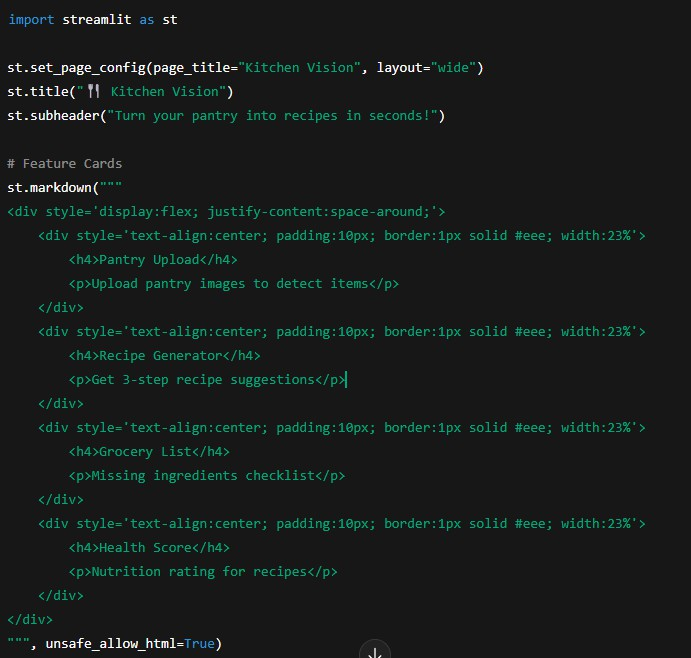 import streamlit as st
st.set_page_config(page_title="Kitchen Vision", layout="wide")
st.title("🍴 Kitchen Vision")
st.subheader("Turn your pantry into recipes in seconds!")
# Feature Cards
st.markdown("""
<div style='display:flex; justify-content:space-around;'>
    <div style='text-align:center; padding:10px; border:1px solid #eee; width:23%'>
        <h4>Pantry Upload</h4>
        <p>Upload pantry images to detect items</p>
    </div>
    <div style='text-align:center; padding:10px; border:1px solid #eee; width:23%'>
        <h4>Recipe Generator</h4>
        <p>Get 3-step recipe suggestions</p>
    </div>
    <div style='text-align:center; padding:10px; border:1px solid #eee; width:23%'>
        <h4>Grocery List</h4>
        <p>Missing ingredients checklist</p>
    </div>
    <div style='text-align:center; padding:10px; border:1px solid #eee; width:23%'>
        <h4>Health Score</h4>
        <p>Nutrition rating for recipes</p>
    </div>
</div>
""", unsafe_allow_html=True)